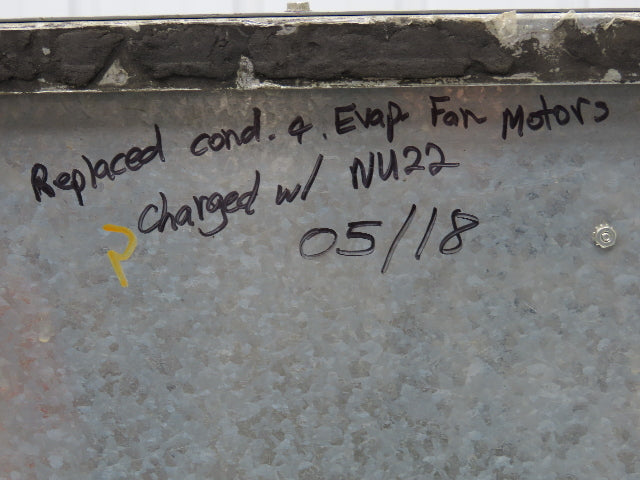 Replaced cond. & Evap. Fan Motors
charged w/ NU22
05/18